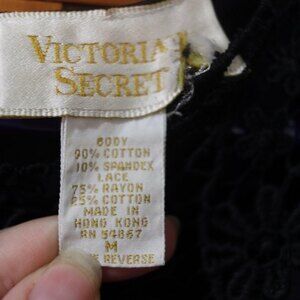 VICTORIA'S
SECRET
BODY
90% COTTON
10% SPANDEX
LACE
75% RAYON
25% COTTON
MADE IN
HONG KONG
RN 54867
M
REVERSE